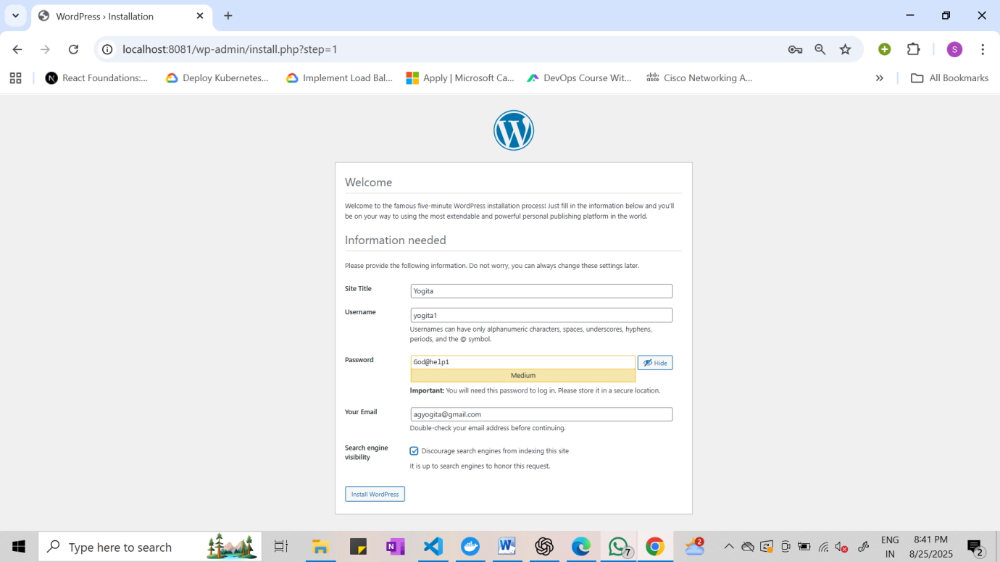 WordPress › Installation
localhost:8081/wp-admin/install.php?step=1
React Foundations:...
Deploy Kubernetes...
Implement Load Bal...
Apply | Microsoft Ca...
DevOps Course Wit...
cisco
Cisco Networking A...
All Bookmarks
S
Welcome
Welcome to the famous five-minute WordPress installation process! Just fill in the information below and you'll
be on your way to using the most extendable and powerful personal publishing platform in the world.
Information needed
Please provide the following information. Do not worry, you can always change these settings later.
Site Title
Yogita
Username
yogita1
Usernames can have only alphanumeric characters, spaces, underscores, hyphens,
periods, and the @ symbol.
Password
God@help1
Hide
Medium
Important: You will need this password to log in. Please store it in a secure location.
Your Email
agyogita@gmail.com
Double-check your email address before continuing.
Search engine
visibility
Discourage search engines from indexing this site
It is up to search engines to honor this request.
Install WordPress
Type here to search
7
2
ENG
IN
8:41 PM
8/25/2025
2